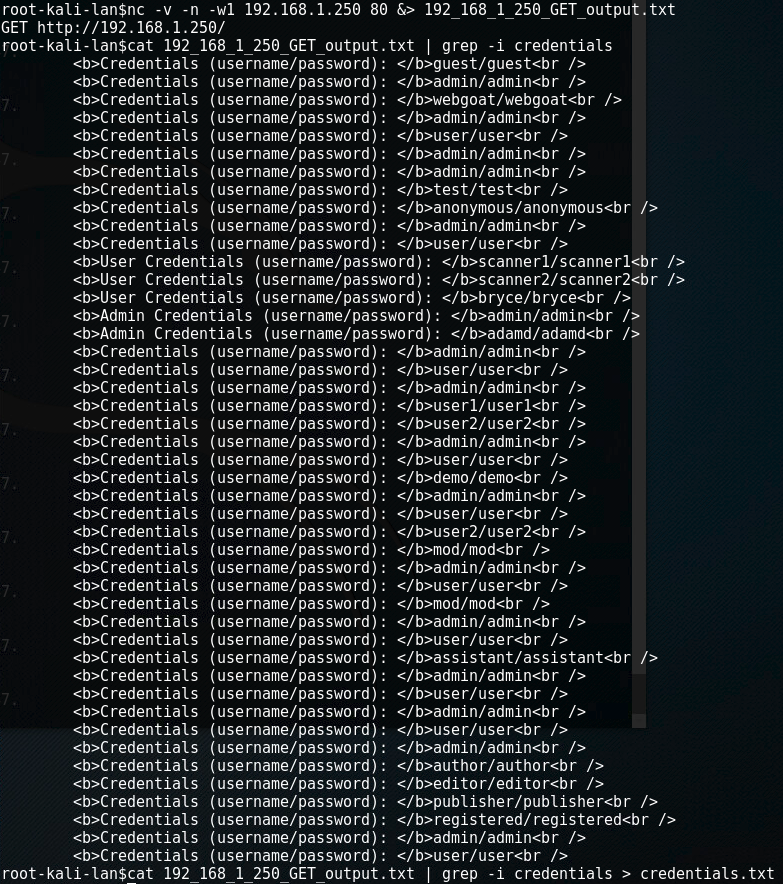 root-kali-lan$nc -v -n -w1 192.168.1.250 80 &> 192_168_1_250_GET_output.txt
GET http://192.168.1.250/
root-kali-lan$cat 192_168_1_250_GET_output.txt | grep -i credentials
<b>Credentials (username/password): </b>guest/guest<br />
<b>Credentials (username/password): </b>admin/admin<br />
<b>Credentials (username/password): </b>webgoat/webgoat<br />
<b>Credentials (username/password): </b>admin/admin<br />
<b>Credentials (username/password): </b>user/user<br />
<b>Credentials (username/password): </b>admin/admin<br />
<b>Credentials (username/password): </b>admin/admin<br />
<b>Credentials (username/password): </b>test/test<br />
<b>Credentials (username/password): </b>anonymous/anonymous<br />
<b>Credentials (username/password): </b>admin/admin<br />
<b>Credentials (username/password): </b>user/user<br />
<b>User Credentials (username/password): </b>scanner1/scanner1<br />
<b>User Credentials (username/password): </b>scanner2/scanner2<br />
<b>User Credentials (username/password): </b>bryce/bryce<br />
<b>Admin Credentials (username/password): </b>admin/admin<br />
<b>Admin Credentials (username/password): </b>adamd/adamd<br />
<b>Credentials (username/password): </b>admin/admin<br />
<b>Credentials (username/password): </b>user/user<br />
<b>Credentials (username/password): </b>admin/admin<br />
<b>Credentials (username/password): </b>user1/user1<br />
<b>Credentials (username/password): </b>user2/user2<br />
<b>Credentials (username/password): </b>admin/admin<br />
<b>Credentials (username/password): </b>user/user<br />
<b>Credentials (username/password): </b>demo/demo<br />
<b>Credentials (username/password): </b>admin/admin<br />
<b>Credentials (username/password): </b>user/user<br />
<b>Credentials (username/password): </b>user2/user2<br />
<b>Credentials (username/password): </b>mod/mod<br />
<b>Credentials (username/password): </b>admin/admin<br />
<b>Credentials (username/password): </b>user/user<br />
<b>Credentials (username/password): </b>mod/mod<br />
<b>Credentials (username/password): </b>admin/admin<br />
<b>Credentials (username/password): </b>user/user<br />
<b>Credentials (username/password): </b>assistant/assistant<br />
<b>Credentials (username/password): </b>admin/admin<br />
<b>Credentials (username/password): </b>user/user<br />
<b>Credentials (username/password): </b>admin/admin<br />
<b>Credentials (username/password): </b>user/user<br />
<b>Credentials (username/password): </b>admin/admin<br />
<b>Credentials (username/password): </b>author/author<br />
<b>Credentials (username/password): </b>editor/editor<br />
<b>Credentials (username/password): </b>publisher/publisher<br />
<b>Credentials (username/password): </b>registered/registered<br />
<b>Credentials (username/password): </b>admin/admin<br />
<b>Credentials (username/password): </b>user/user<br />
root-kali-lan$cat 192_168_1_250_GET_output.txt | grep -i credentials > credentials.txt